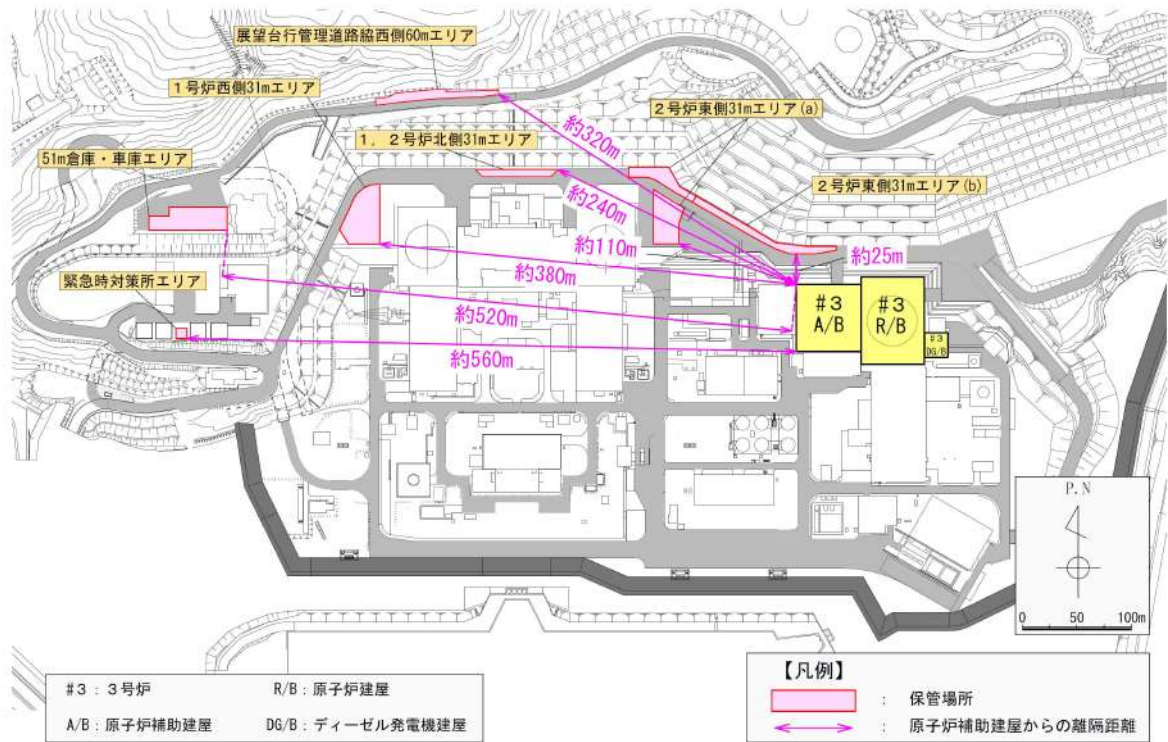 展望台行管理道路脇西側60mエリア
1号炉西側31mエリア
2号炉東側31mエリア(a)
1，2号炉北側31mエリア
51m倉庫・車庫エリア
2号炉東側31mエリア(b)
緊急時対策所エリア
約320m
約240m
約110m
約25m
約380m
約520m
約560m
#3
A/B
#3
R/B
#3
DG/B
P.N
0 50 100m
#3：3号炉 R/B：原子炉建屋
A/B：原子炉補助建屋 DG/B：ディーゼル発電機建屋
【凡例】
： 保管場所
： 原子炉補助建屋からの離隔距離